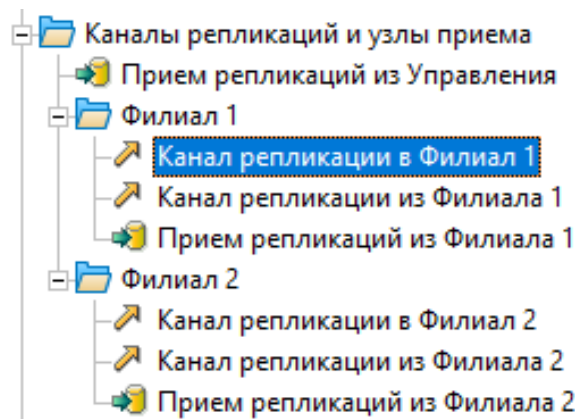 Каналы репликаций и узлы приема
Прием репликаций из Управления
Филиал 1
Канал репликации в Филиал 1
Канал репликации из Филиала 1
Прием репликаций из Филиала 1
Филиал 2
Канал репликации в Филиал 2
Канал репликации из Филиала 2
Прием репликаций из Филиала 2